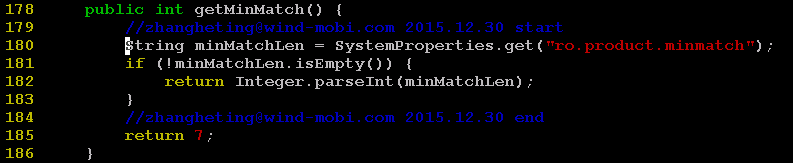 178     public int getMinMatch() {
179         //zhangheting@wind-mobi.com 2015.12.30 start
180         String minMatchLen = SystemProperties.get("ro.product.minmatch");
181         if (!minMatchLen.isEmpty()) {
182             return Integer.parseInt(minMatchLen);
183         }
184         //zhangheting@wind-mobi.com 2015.12.30 end
185         return 7;
186     }